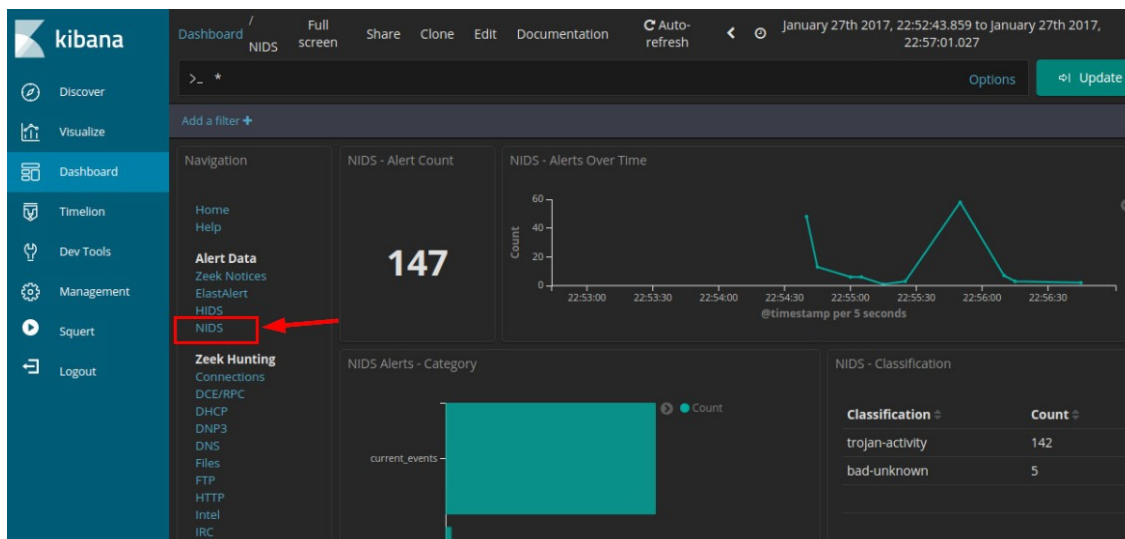 kibana
Discover
Visualize
Dashboard
Timelion
Dev Tools
Management
Squert
Logout
Dashboard
/
NIDS
Full
screen
Share
Clone
Edit
Documentation
Auto-
refresh
January 27th 2017, 22:52:43.859 to January 27th 2017,
22:57:01.027
>_ *
Options
Update
Add a filter +
Navigation
Home
Help
Alert Data
Zeek Notices
ElastAlert
HIDS
NIDS
Zeek Hunting
Connections
DCE/RPC
DHCP
DNP3
DNS
Files
FTP
HTTP
Intel
IRC
NIDS - Alert Count
147
NIDS - Alerts Over Time
Count
60
40
20
0
22:53:00
22:53:30
22:54:00
22:54:30
22:55:00
22:55:30
22:56:00
22:56:30
@timestamp per 5 seconds
NIDS Alerts - Category
Count
current_events
NIDS - Classification
Classification
Count
trojan-activity
142
bad-unknown
5